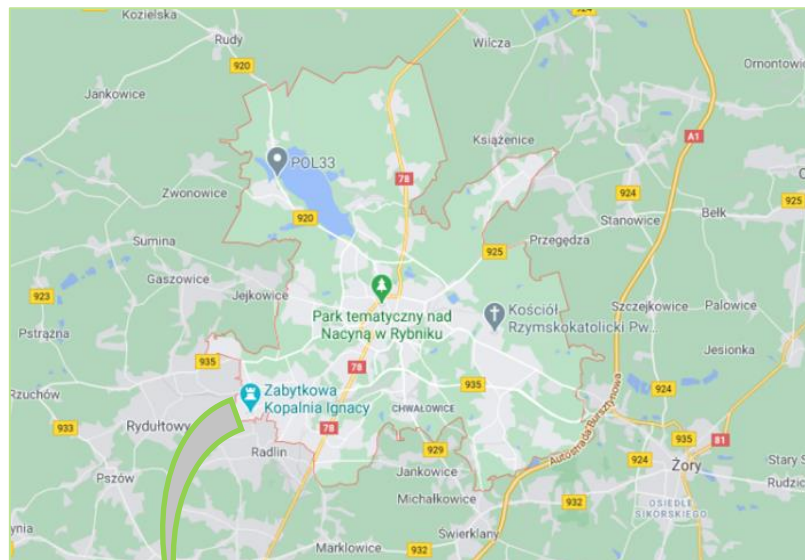 Kozielska
924
Rudy
Wilcza
920
Ornontowic
Jankowice
A1
Książenice
POL33
78
Zwonowice
924
925
920
Stanowice
Bełk
Sumina
Przegędza
925
Gaszowice
923
Jejkowice
Park tematyczny nad
Nacyną w Rybniku
Kościół
Rzymskokatolicki Pw...
Szczejkowice
Palowice
Pstrążna
Jesionka
935
78
Rzuchów
Zabytkowa
Kopalnia Ignacy
935
924
CHWAŁOWICE
933
Rydułtowy
78
Autostrada Bursztynowa
935
81
929
Radlin
924
Żory
Stary S
Pszów
Jankowice
Rudzic
Michałkowice
932
OSIEDLE
SIKORSKIEGO
ynia
Świerklany
Marklowice
932